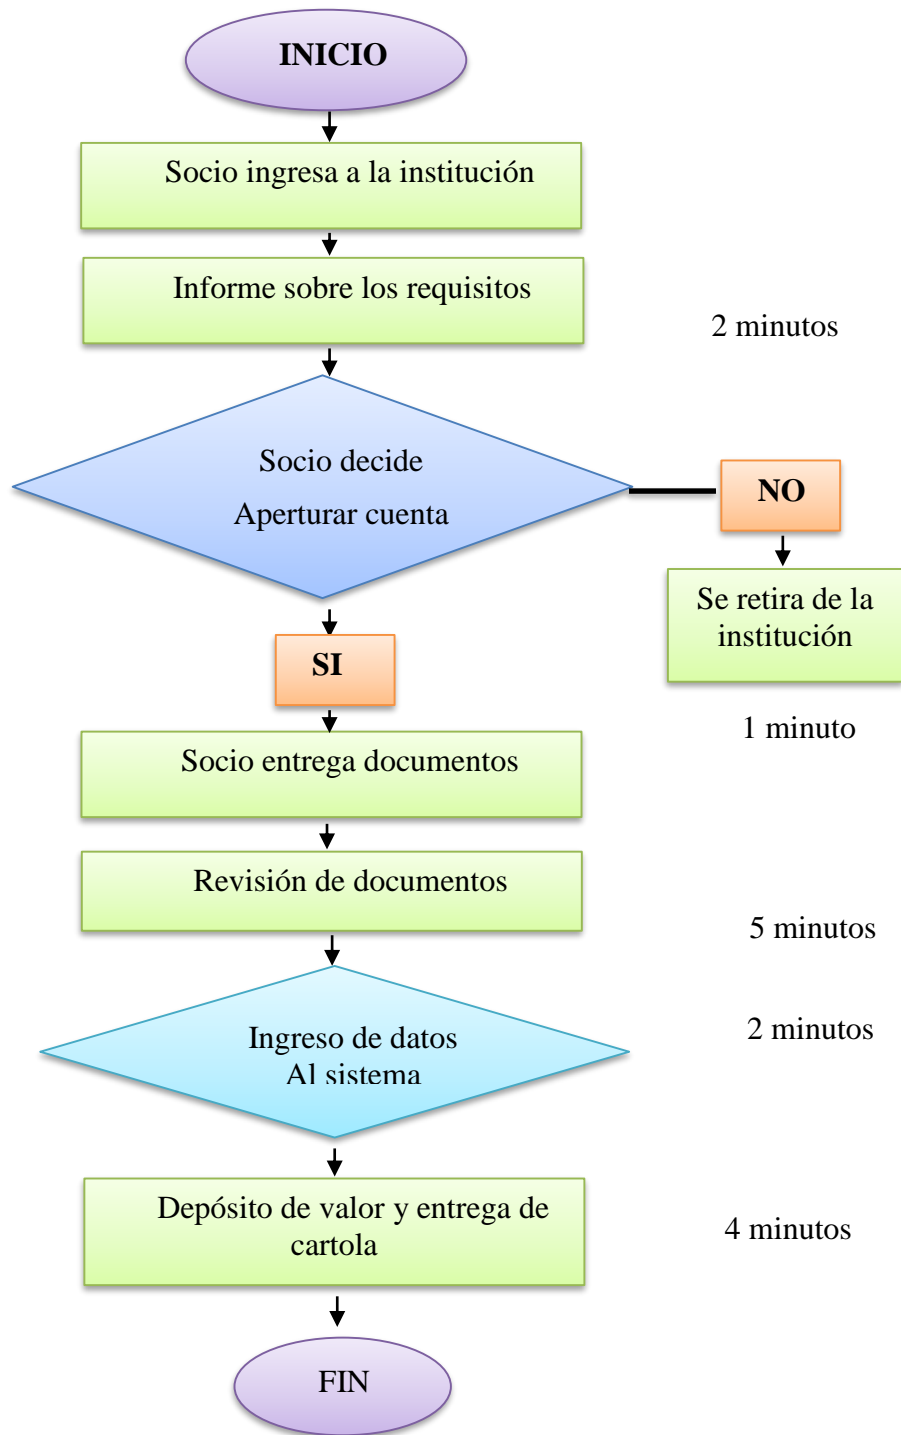 INICIO
Socio ingresa a la institución
Informe sobre los requisitos
2 minutos
Socio decide
Aperturar cuenta
NO
Se retira de la
institución
SI
1 minuto
Socio entrega documentos
Revisión de documentos
5 minutos
Ingreso de datos
Al sistema
2 minutos
Depósito de valor y entrega de
cartola
4 minutos
FIN